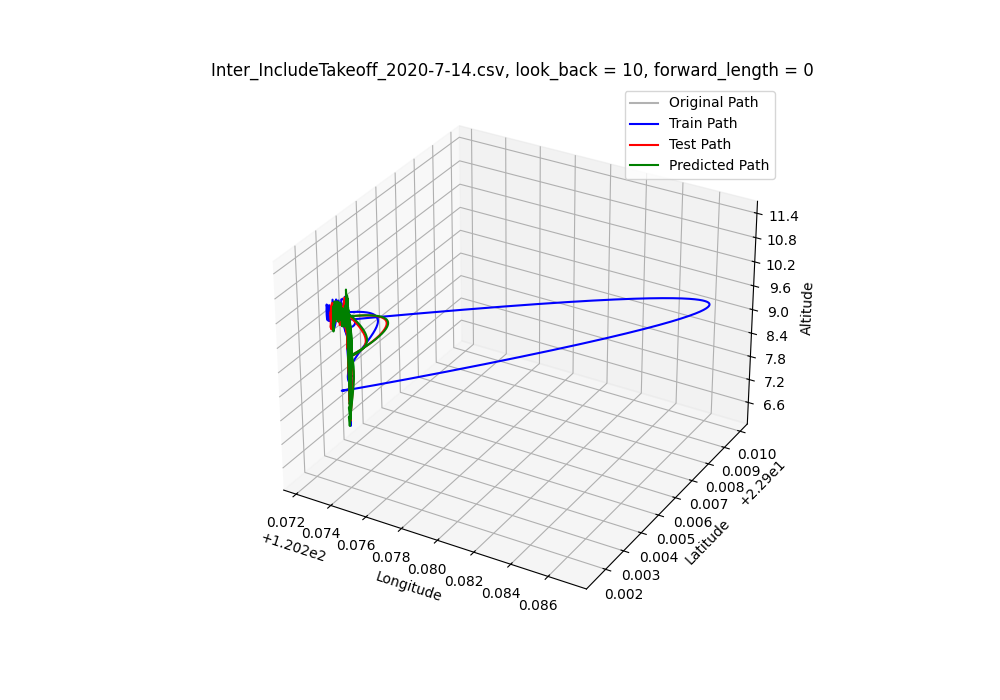 Inter_IncludeTakeoff_2020-7-14.csv, look_back = 10, forward_length = 0
Original Path
Train Path
Test Path
Predicted Path
11.4
10.8
10.2
9.6
9.0
8.4
7.8
7.2
6.6
Altitude
0.010
0.009
0.008
0.007
0.006
0.005
0.004
0.003
0.002
+2.29e1
Latitude
0.072
0.074
0.076
0.078
0.080
0.082
0.084
0.086
+1.202e2
Longitude